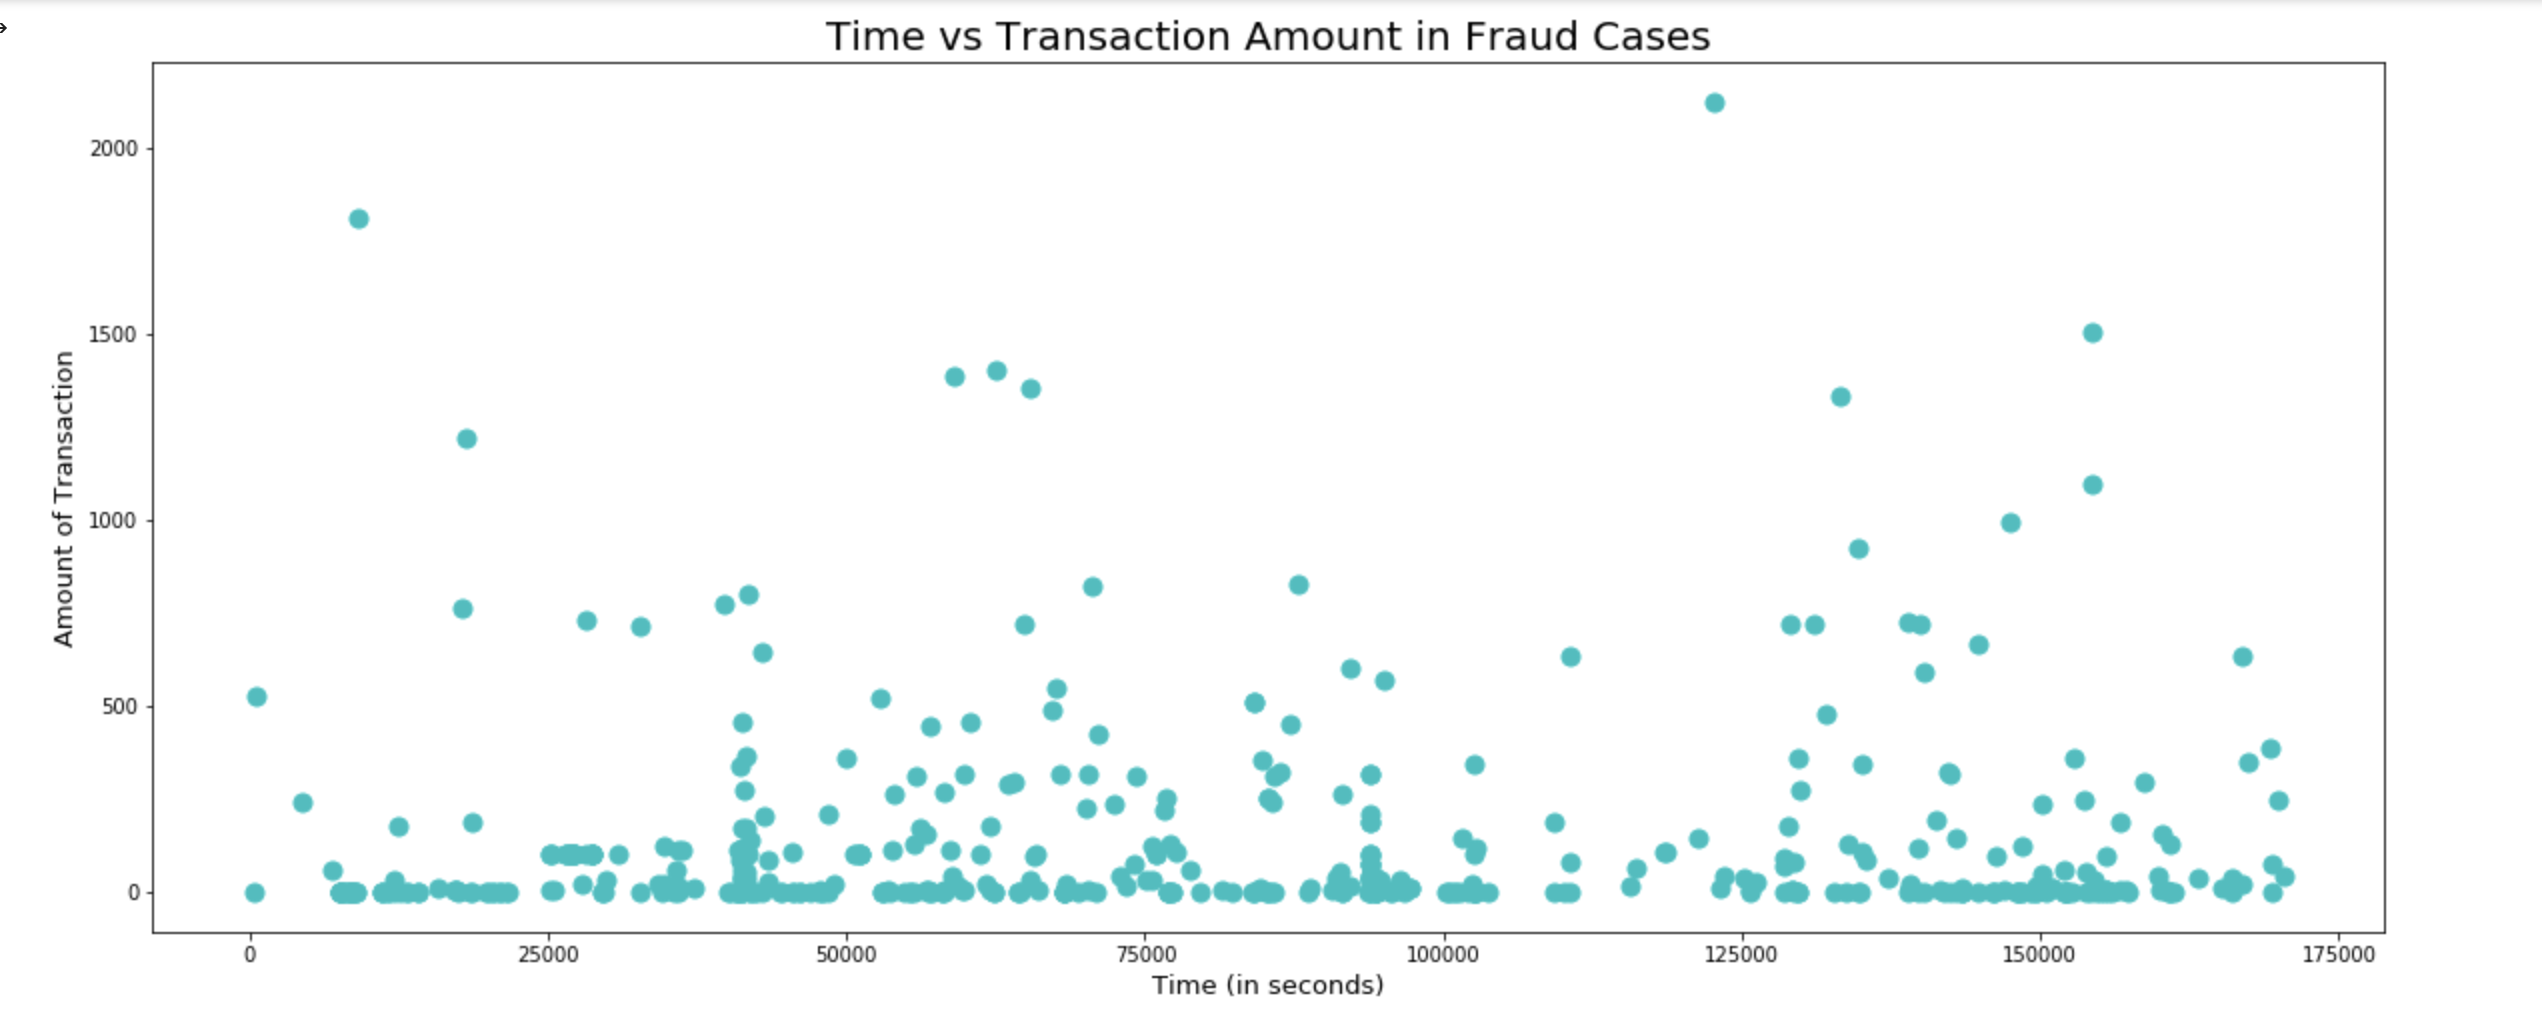 Time vs Transaction Amount in Fraud Cases
2000
1500
1000
500
0
Amount of Transaction
0 25000 50000 75000 100000 125000 150000 175000
Time (in seconds)